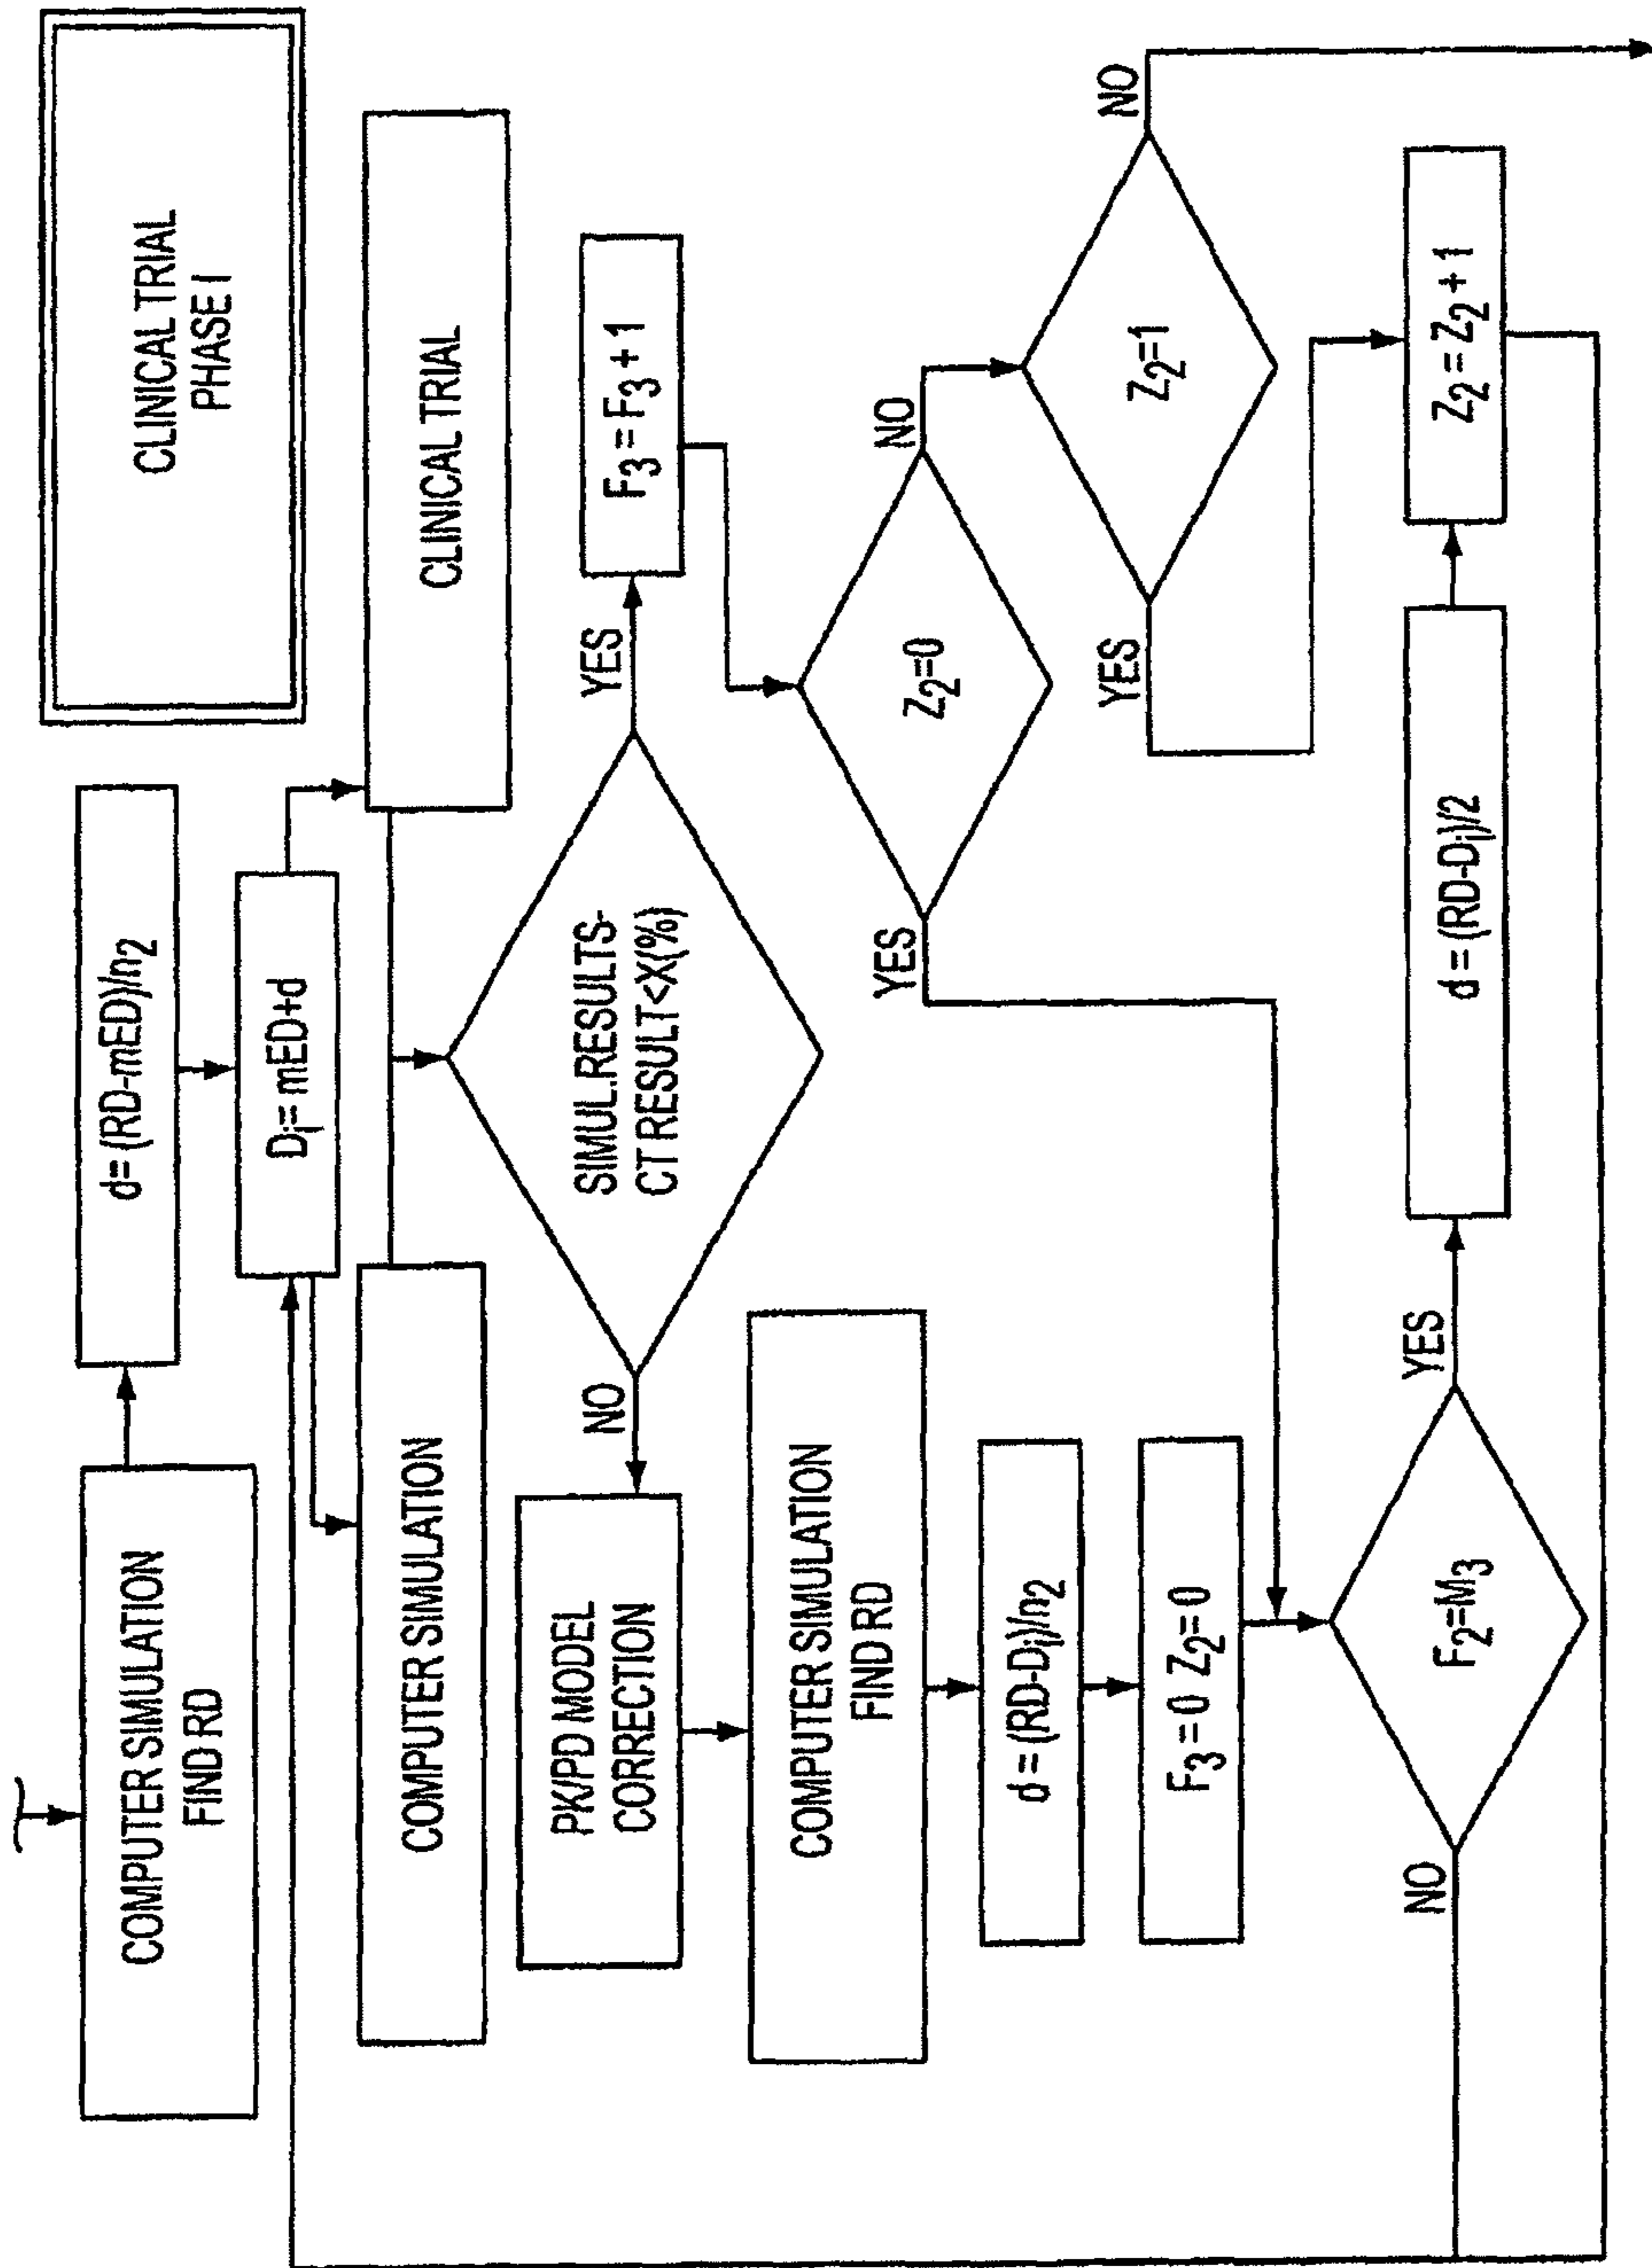 CLINICAL TRIAL
PHASE I
COMPUTER SIMULATION
FIND RD
d= (RD-mED)/n₂
Dᵢ= mED+d
COMPUTER SIMULATION
CLINICAL TRIAL
SIMUL.RESULTS-
CT RESULT<X(%)
NO
YES
PK/PD MODEL
CORRECTION
F₃ = F₃ + 1
COMPUTER SIMULATION
FIND RD
Z₂=0
YES
NO
d = (RD-Dᵢ)/n₂
Z₂=1
YES
NO
F₃ = 0 Z₂= 0
F₂=M₃
NO
YES
d = (RD-Dᵢ)/2
Z₂ = Z₂ + 1